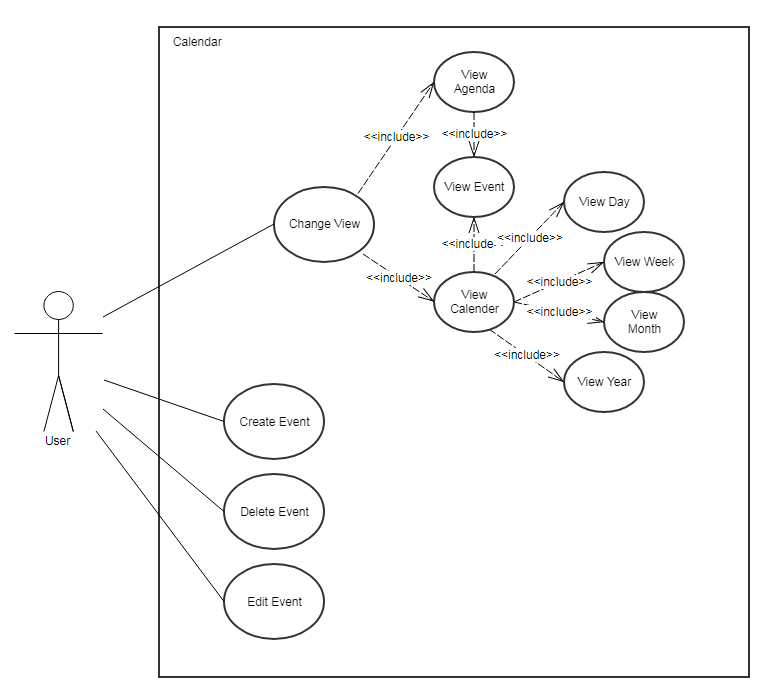 Calendar
View
Agenda
<<include>>
<<include>>
View Event
View Day
Change View
<<include>>
<<include>>
<<include>>
View Week
<<include>>
View
Calender
<<include>>
View
Month
<<include>>
View Year
User
Create Event
Delete Event
Edit Event